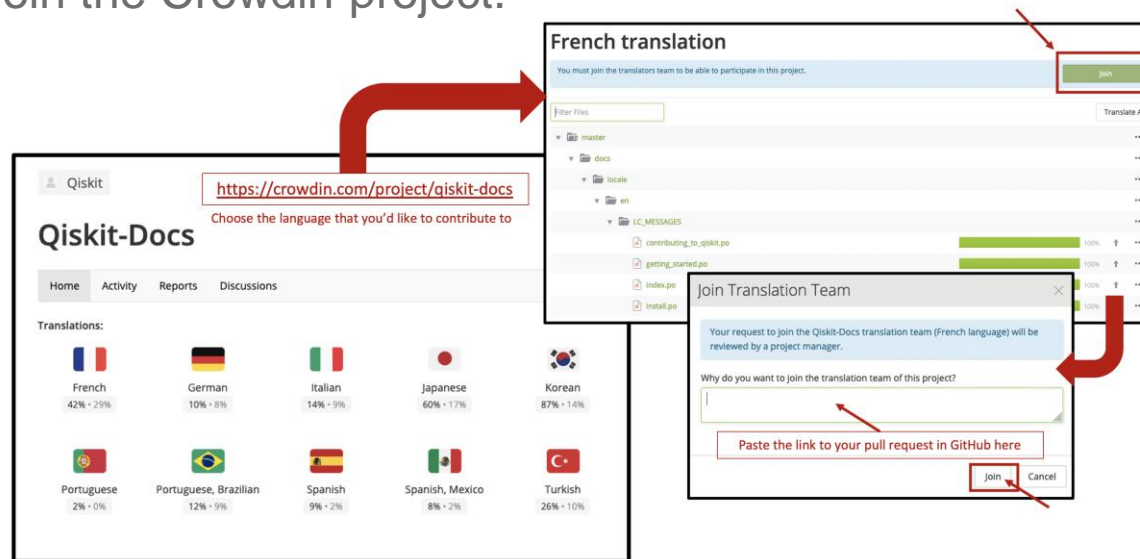 oin the Crowdin project.
French translation
You must join the translators team to be able to participate in this project.
Join
Filter Files
Translate A
master
docs
locale
en
LC_MESSAGES
contributing_to_qiskit.po
100%
getting_started.po
100%
index.po
100%
install.po
100%
Qiskit
https://crowdin.com/project/qiskit-docs
Choose the language that you'd like to contribute to
Qiskit-Docs
Home Activity Reports Discussions
Translations:
French German Italian Japanese Korean
42% • 29% 10% • 8% 14% • 9% 60% • 17% 87% • 14%
Portuguese Portuguese, Brazilian Spanish Spanish, Mexico Turkish
2% • 0% 12% • 9% 9% • 2% 8% • 2% 26% • 10%
Join Translation Team
Your request to join the Qiskit-Docs translation team (French language) will be
reviewed by a project manager.
Why do you want to join the translation team of this project?
Paste the link to your pull request in GitHub here
Join Cancel